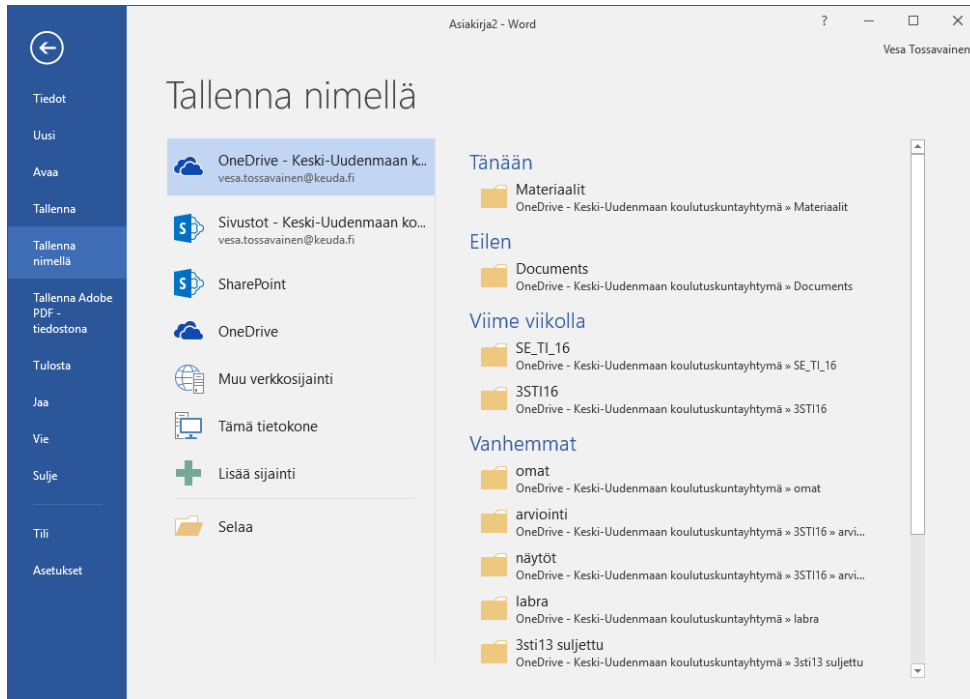 Asiakirja2 - Word
?
Vesa Tossavainen
Tiedot
Uusi
Avaa
Tallenna
Tallenna
nimellä
Tallenna Adobe
PDF -
tiedostona
Tulosta
Jaa
Vie
Sulje
Tili
Asetukset
Tallenna nimellä
OneDrive - Keski-Uudenmaan k...
vesa.tossavainen@keuda.fi
Sivustot - Keski-Uudenmaan ko...
vesa.tossavainen@keuda.fi
SharePoint
OneDrive
Muu verkkosijainti
Tämä tietokone
Lisää sijainti
Selaa
Tänään
Materiaalit
OneDrive - Keski-Uudenmaan koulutuskuntayhtymä » Materiaalit
Eilen
Documents
OneDrive - Keski-Uudenmaan koulutuskuntayhtymä » Documents
Viime viikolla
SE_TI_16
OneDrive - Keski-Uudenmaan koulutuskuntayhtymä » SE_TI_16
3STI16
OneDrive - Keski-Uudenmaan koulutuskuntayhtymä » 3STI16
Vanhemmat
omat
OneDrive - Keski-Uudenmaan koulutuskuntayhtymä » omat
arviointi
OneDrive - Keski-Uudenmaan koulutuskuntayhtymä » 3STI16 » arvi...
näytöt
OneDrive - Keski-Uudenmaan koulutuskuntayhtymä » 3STI16 » arvi...
labra
OneDrive - Keski-Uudenmaan koulutuskuntayhtymä » labra
3sti13 suljettu
OneDrive - Keski-Uudenmaan koulutuskuntayhtymä » 3sti13 suljettu